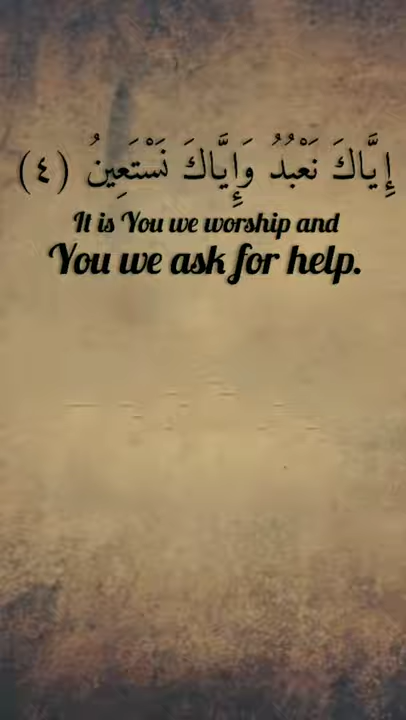 إِيَّاكَ نَعْبُدُ وَإِيَّاكَ نَسْتَعِينُ (٤)
It is You we worship and
You we ask for help.